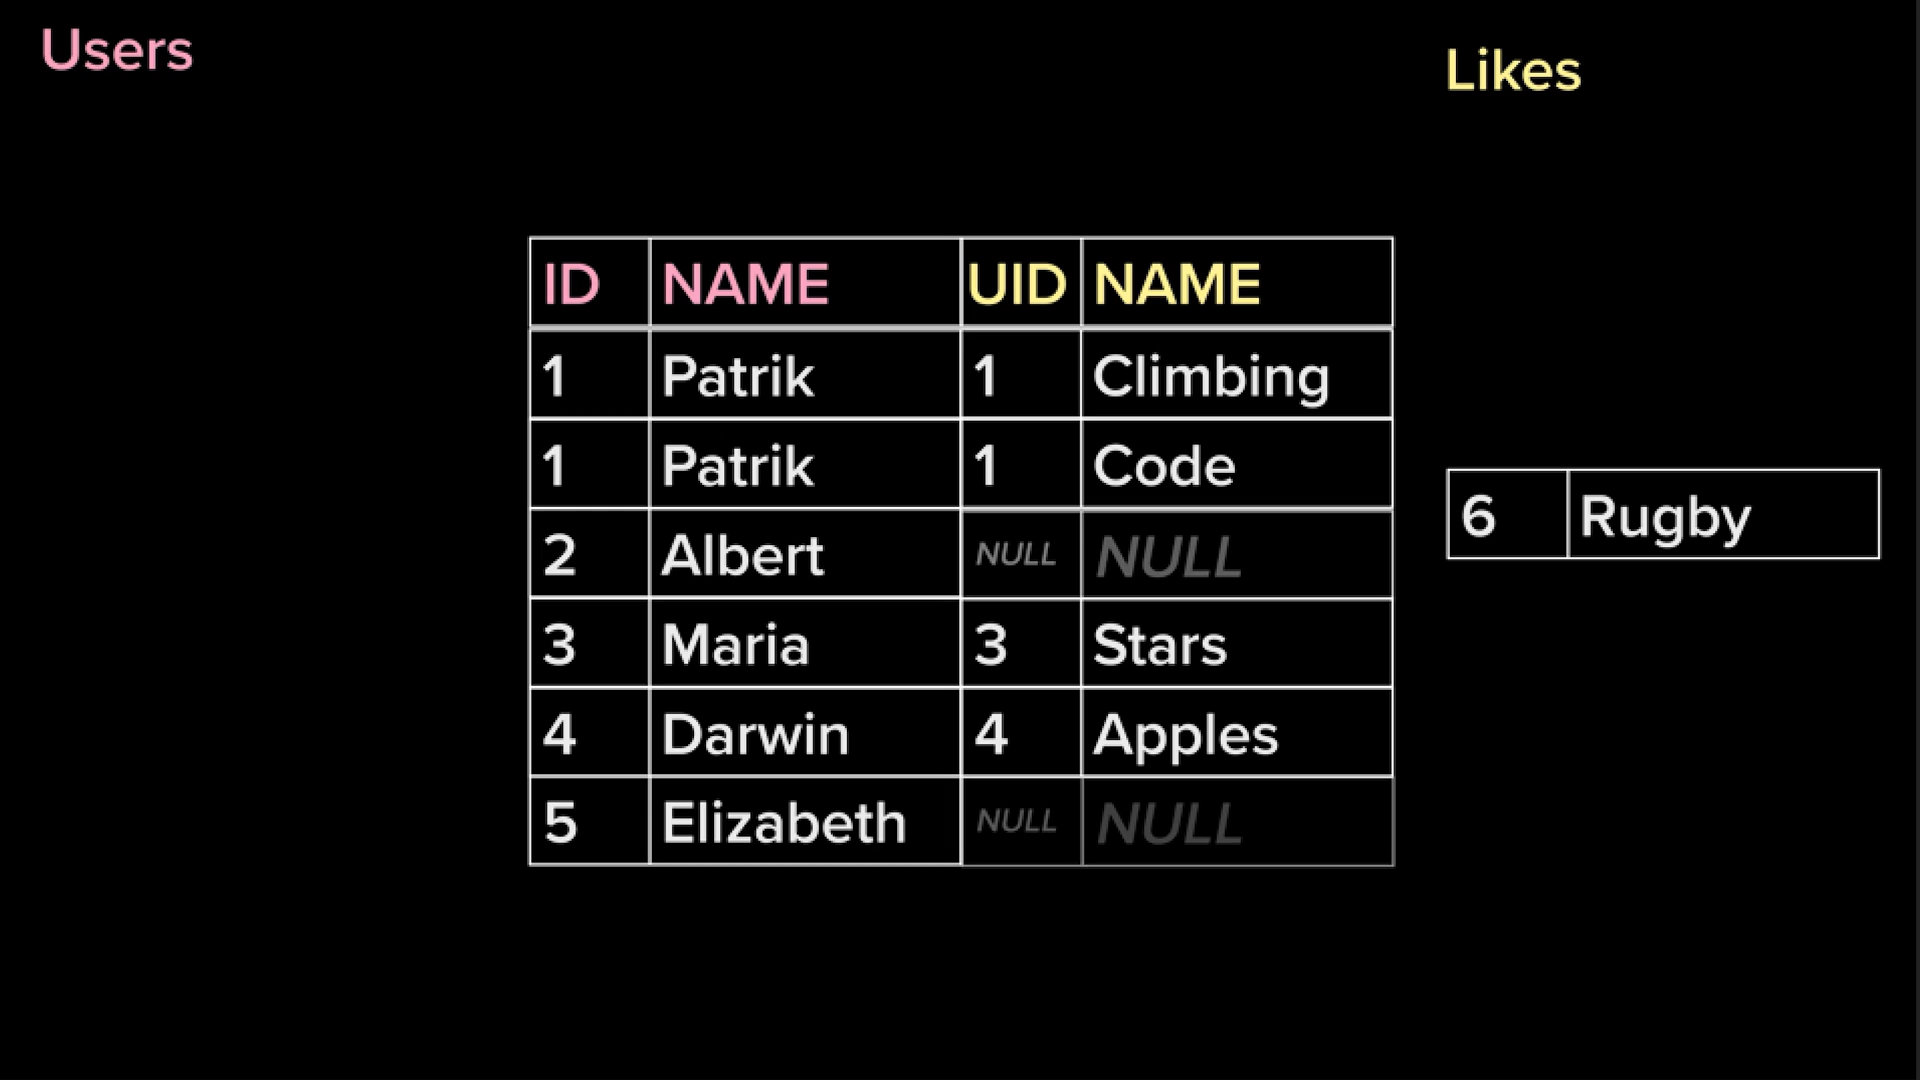 Users
Likes
ID NAME UID NAME
1 Patrik 1 Climbing
1 Patrik 1 Code
2 Albert NULL NULL
3 Maria 3 Stars
4 Darwin 4 Apples
5 Elizabeth NULL NULL
6 Rugby